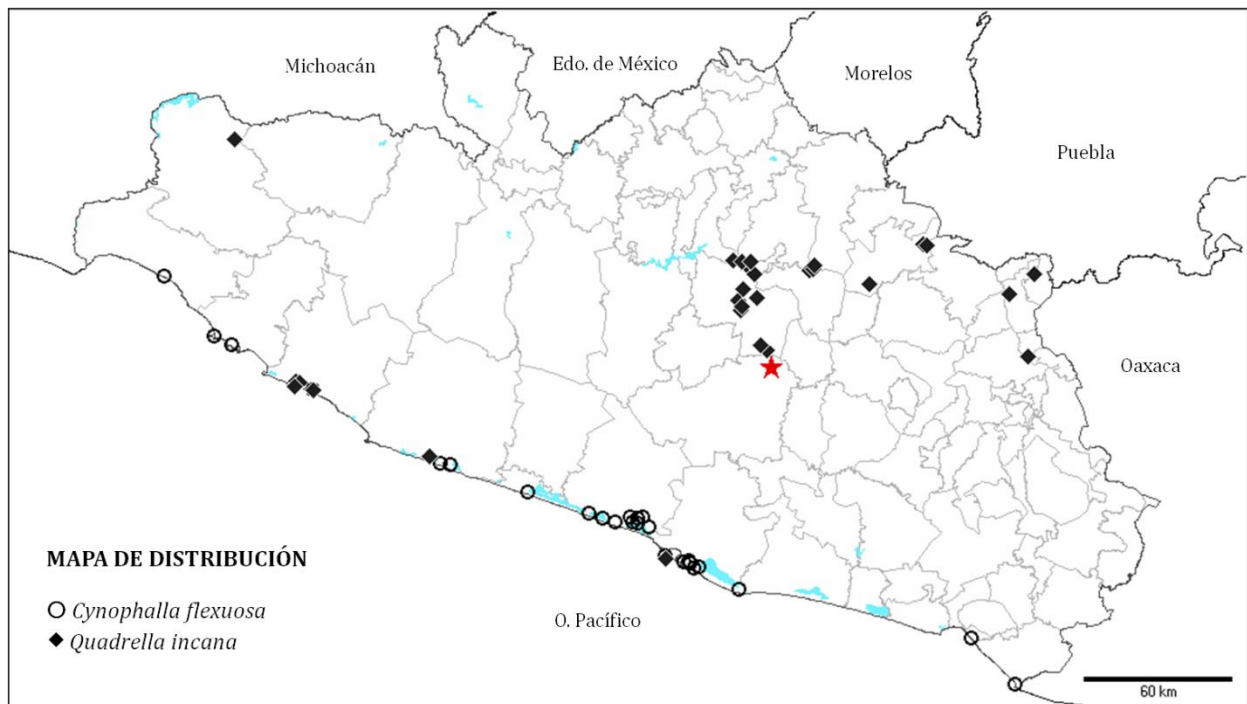 Michoacán
Edo. de México
Morelos
Puebla
Oaxaca
MAPA DE DISTRIBUCIÓN
Cynophalla flexuosa
Quadrella incana
O. Pacífico
60 km